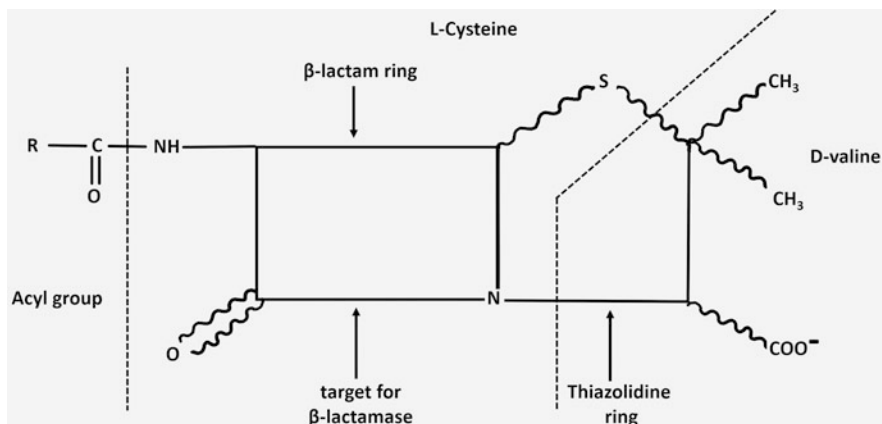 L-Cysteine
β-lactam ring
S
CH₃
R
C
NH
D-valine
O
CH₃
Acyl group
N
O
COO⁻
target for
β-lactamase
Thiazolidine
ring